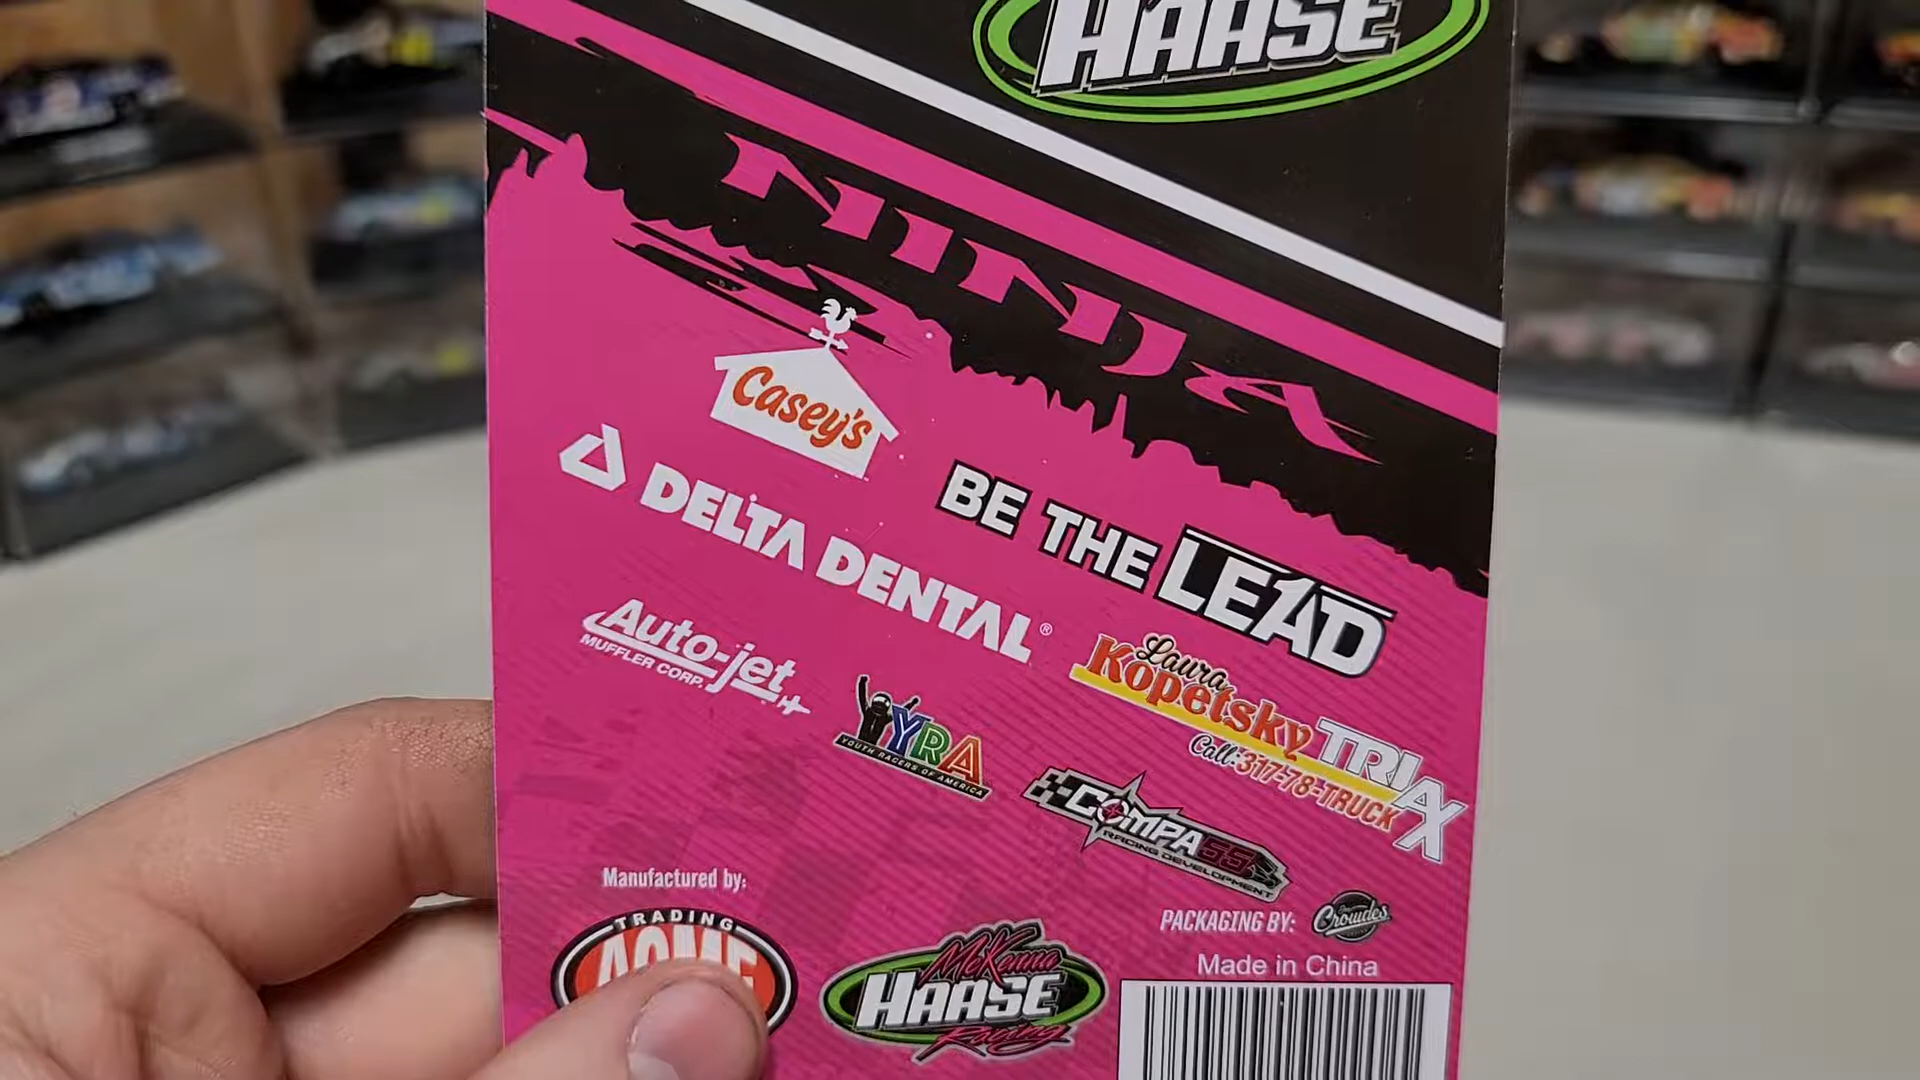 HAASE
NINJA
Casey's
DELTA DENTAL®
BE THE LEAD
Auto-jet
MUFFLER CORP.
Laura
Kopetsky
TRIAX
Call: 317-78-TRUCK
YRA
YOUTH RACERS OF AMERICA
COMPASS
RACING DEVELOPMENT
Manufactured by:
TRADING
ACME
McKenna
HAASE
Racing
PACKAGING BY:
Crowdes
Made in China